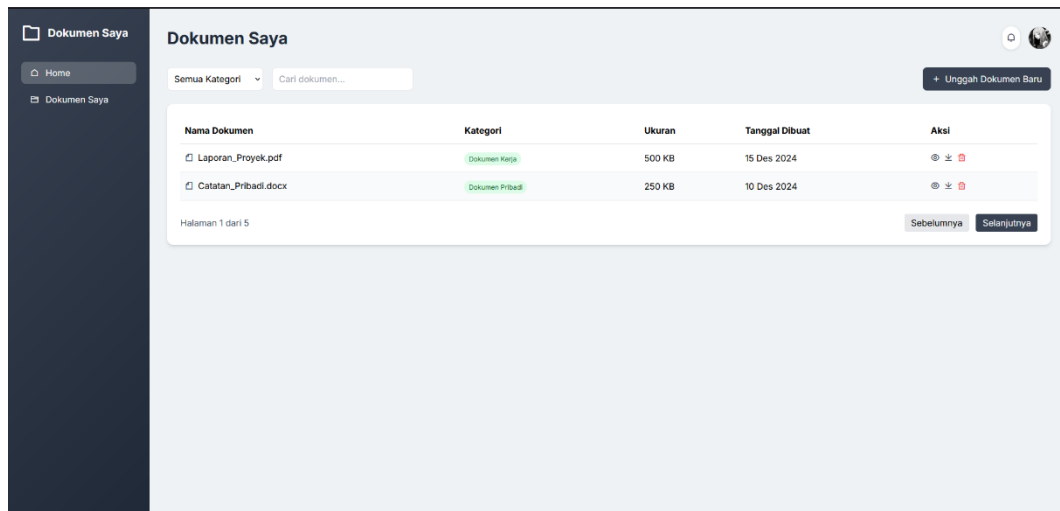 Dokumen Saya
Home
Dokumen Saya
Dokumen Saya
Semua Kategori
Cari dokumen...
+ Unggah Dokumen Baru
Nama Dokumen Kategori Ukuran Tanggal Dibuat Aksi
Laporan_Proyek.pdf Dokumen Kerja 500 KB 15 Des 2024
Catatan_Pribadi.docx Dokumen Pribadi 250 KB 10 Des 2024
Halaman 1 dari 5
Sebelumnya Selanjutnya